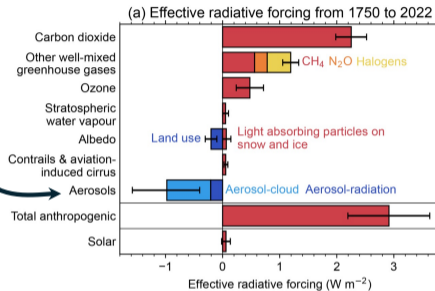 (a) Effective radiative forcing from 1750 to 2022
Carbon dioxide
Other well-mixed
greenhouse gases
CH₄ N₂O Halogens
Ozone
Stratospheric
water vapour
Albedo
Land use
Light absorbing particles on
snow and ice
Contrails & aviation-
induced cirrus
Aerosols
Aerosol-cloud Aerosol-radiation
Total anthropogenic
Solar
−1 0 1 2 3
Effective radiative forcing (W m⁻²)